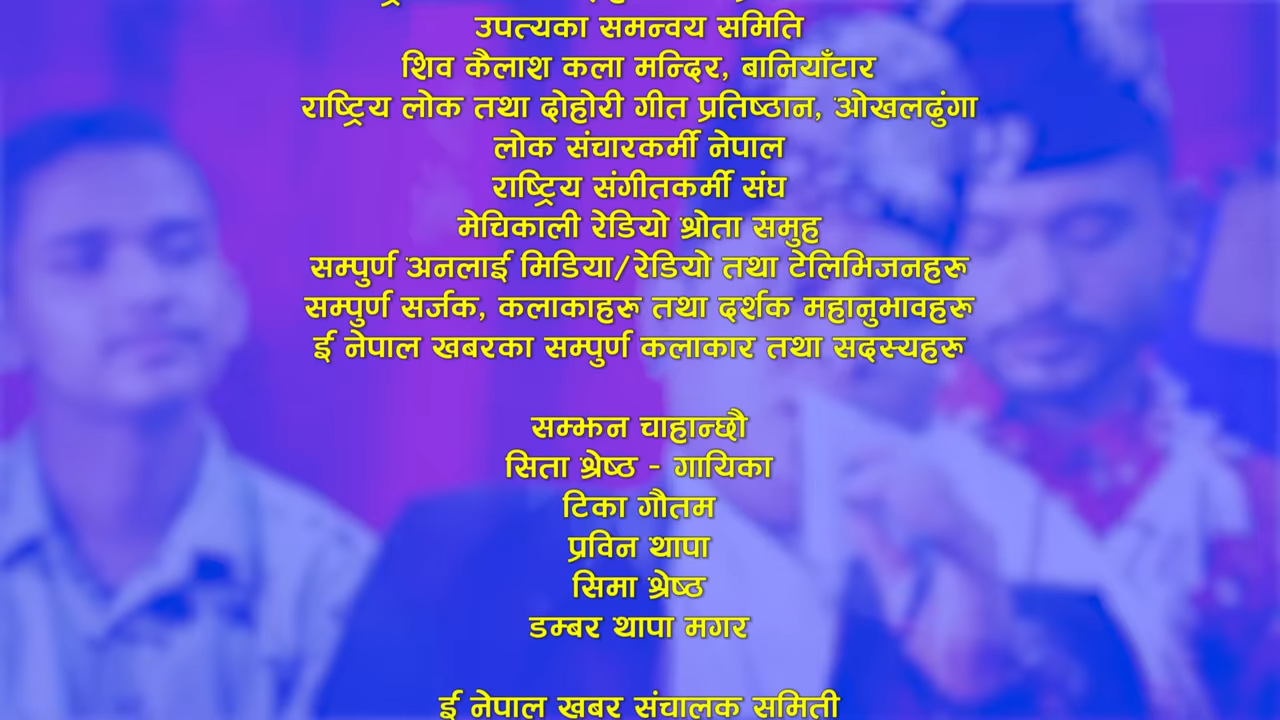 उपत्यका समन्वय समिति
शिव कैलाश कला मन्दिर, बानियाँटार
राष्ट्रिय लोक तथा दोहोरी गीत प्रतिष्ठान, ओखलढुंगा
लोक संचारकर्मी नेपाल
राष्ट्रिय संगीतकर्मी संघ
मेचिकाली रेडियो श्रोता समुह
सम्पुर्ण अनलाई मिडिया/रेडियो तथा टेलिभिजनहरू
सम्पुर्ण सर्जक, कलाकाहरू तथा दर्शक महानुभावहरू
ई नेपाल खबरका सम्पुर्ण कलाकार तथा सदस्यहरू
सम्झन चाहान्छौ
सिता श्रेष्ठ - गायिका
टिका गौतम
प्रविन थापा
सिमा श्रेष्ठ
डम्बर थापा मगर
ई नेपाल खबर संचालक समिती